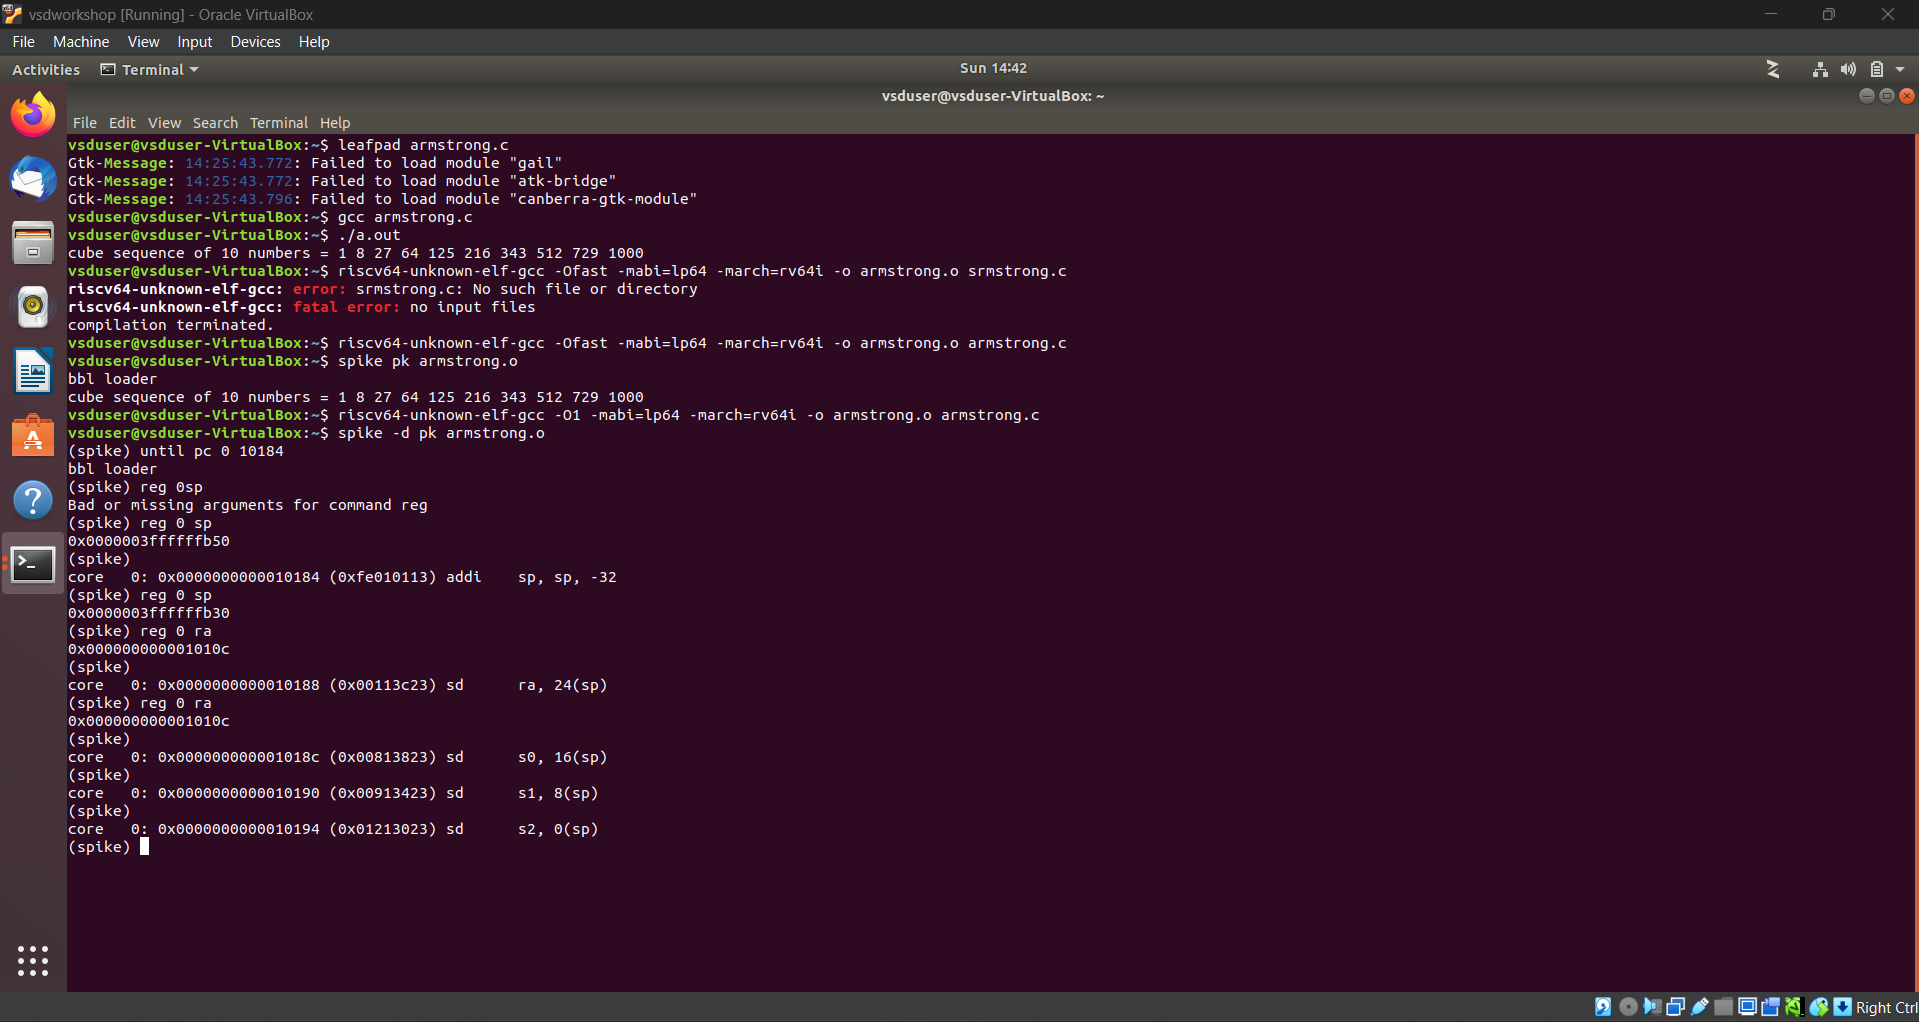 vsdworkshop [Running] - Oracle VirtualBox
File Machine View Input Devices Help
Activities Terminal Sun 14:42
vsduser@vsduser-VirtualBox: ~
File Edit View Search Terminal Help
vsduser@vsduser-VirtualBox:~$ leafpad armstrong.c
Gtk-Message: 14:25:43.772: Failed to load module "gail"
Gtk-Message: 14:25:43.772: Failed to load module "atk-bridge"
Gtk-Message: 14:25:43.796: Failed to load module "canberra-gtk-module"
vsduser@vsduser-VirtualBox:~$ gcc armstrong.c
vsduser@vsduser-VirtualBox:~$ ./a.out
cube sequence of 10 numbers = 1 8 27 64 125 216 343 512 729 1000
vsduser@vsduser-VirtualBox:~$ riscv64-unknown-elf-gcc -Ofast -mabi=lp64 -march=rv64i -o armstrong.o srmstrong.c
riscv64-unknown-elf-gcc: error: srmstrong.c: No such file or directory
riscv64-unknown-elf-gcc: fatal error: no input files
compilation terminated.
vsduser@vsduser-VirtualBox:~$ riscv64-unknown-elf-gcc -Ofast -mabi=lp64 -march=rv64i -o armstrong.o armstrong.c
vsduser@vsduser-VirtualBox:~$ spike pk armstrong.o
bbl loader
cube sequence of 10 numbers = 1 8 27 64 125 216 343 512 729 1000
vsduser@vsduser-VirtualBox:~$ riscv64-unknown-elf-gcc -O1 -mabi=lp64 -march=rv64i -o armstrong.o armstrong.c
vsduser@vsduser-VirtualBox:~$ spike -d pk armstrong.o
(spike) until pc 0 10184
bbl loader
(spike) reg 0sp
Bad or missing arguments for command reg
(spike) reg 0 sp
0x0000003ffffffb50
(spike)
core   0: 0x0000000000010184 (0xfe010113) addi    sp, sp, -32
(spike) reg 0 sp
0x0000003ffffffb30
(spike) reg 0 ra
0x000000000001010c
(spike)
core   0: 0x0000000000010188 (0x00113c23) sd      ra, 24(sp)
(spike) reg 0 ra
0x000000000001010c
(spike)
core   0: 0x000000000001018c (0x00813823) sd      s0, 16(sp)
(spike)
core   0: 0x0000000000010190 (0x00913423) sd      s1, 8(sp)
(spike)
core   0: 0x0000000000010194 (0x01213023) sd      s2, 0(sp)
(spike)
Right Ctrl